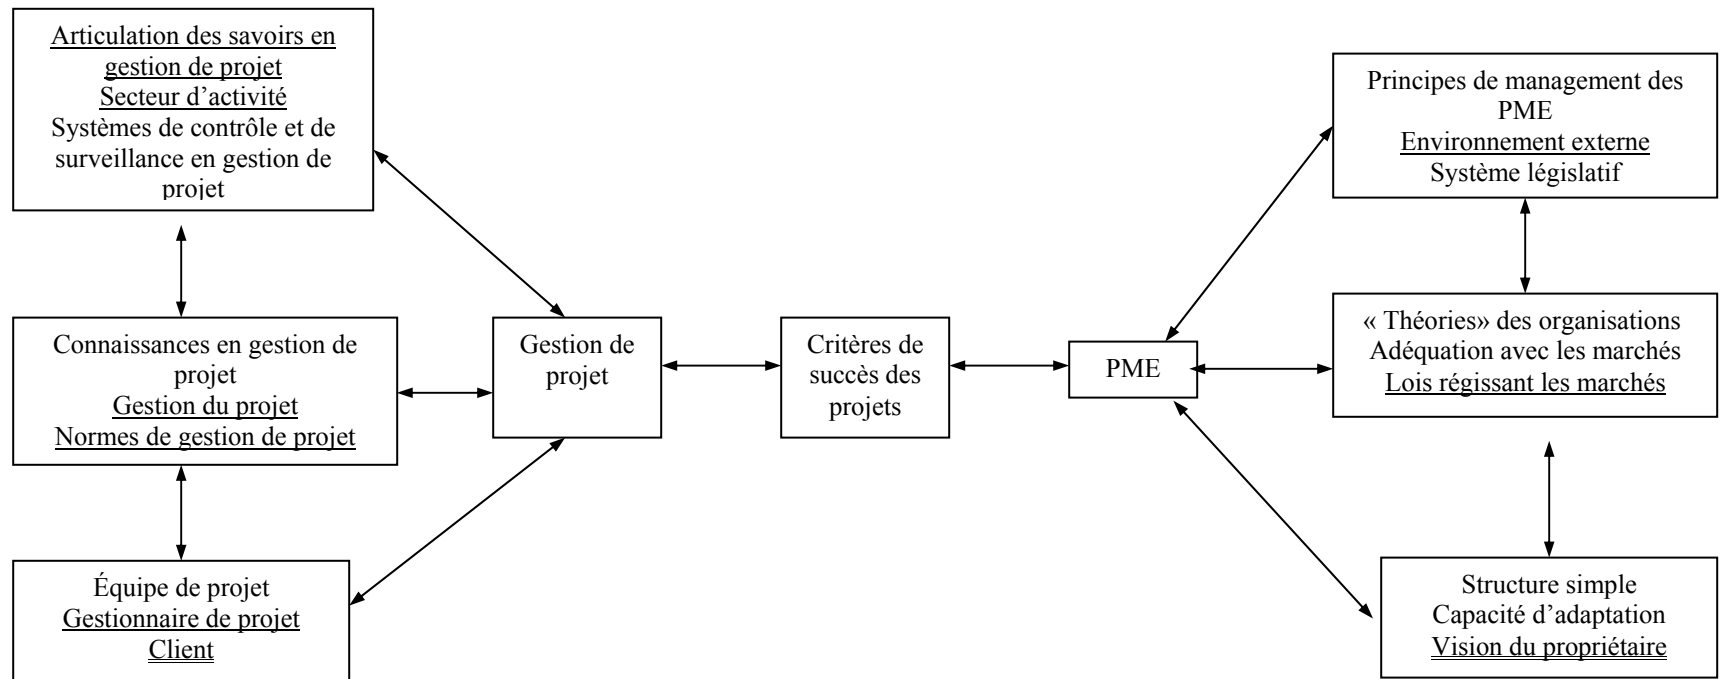 Articulation des savoirs en
gestion de projet
Secteur d’activité
Systèmes de contrôle et de
surveillance en gestion de
projet
Connaissances en gestion de
projet
Gestion du projet
Normes de gestion de projet
Équipe de projet
Gestionnaire de projet
Client
Gestion de
projet
Critères de
succès des
projets
PME
Principes de management des
PME
Environnement externe
Système législatif
« Théories» des organisations
Adéquation avec les marchés
Lois régissant les marchés
Structure simple
Capacité d’adaptation
Vision du propriétaire